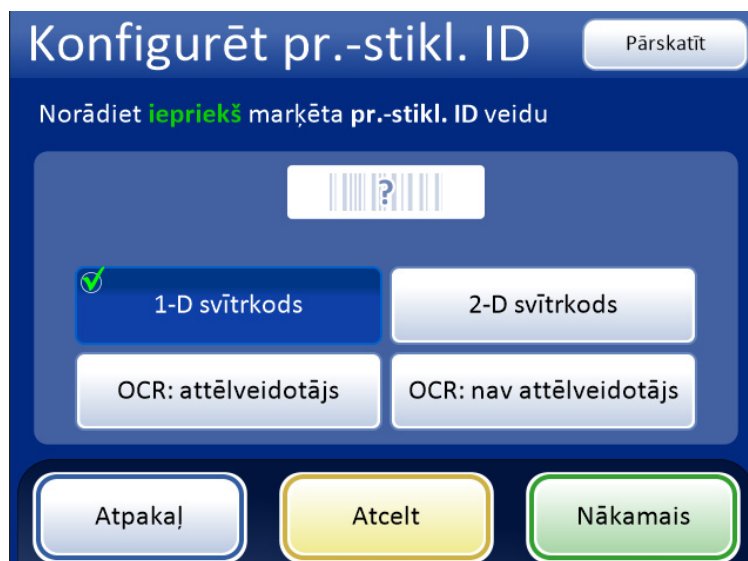 Konfigurēt pr.-stikl. ID
Pārskatīt
Norādiet iepriekš marķēta pr.-stikl. ID veidu
?
1-D svītrkods
2-D svītrkods
OCR: attēlveidotājs
OCR: nav attēlveidotājs
Atpakaļ
Atcelt
Nākamais